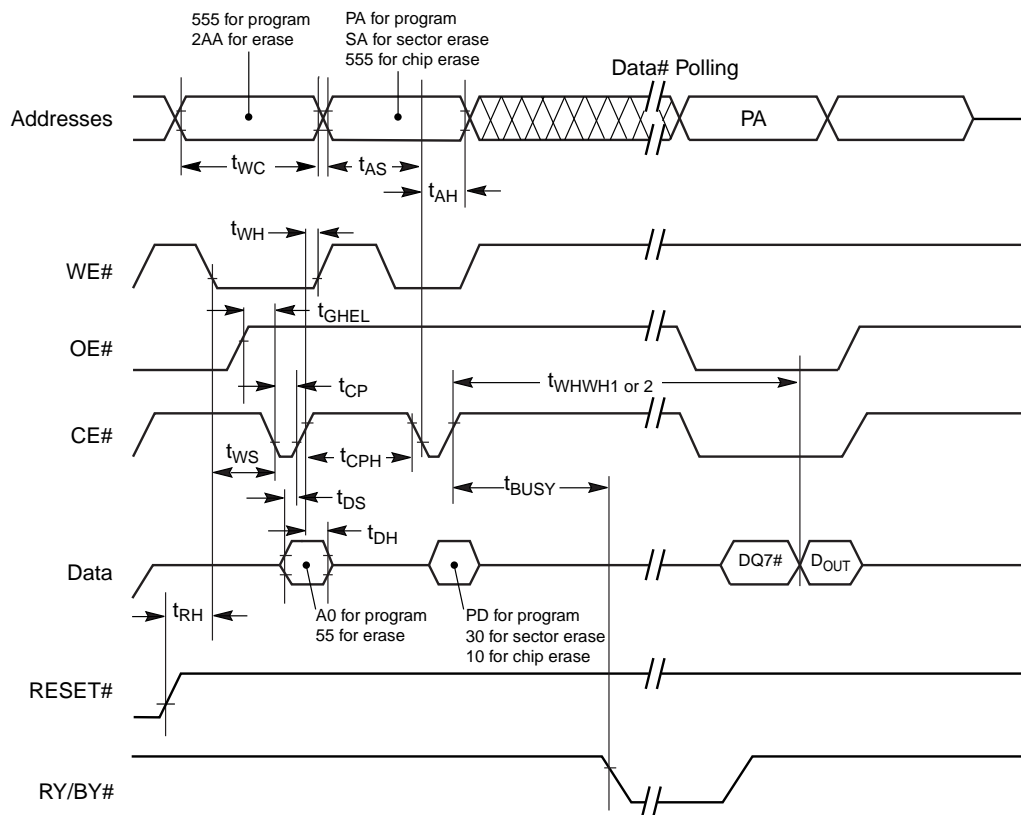 555 for program
2AA for erase
PA for program
SA for sector erase
555 for chip erase
Data# Polling
Addresses
PA
tWC
tAS
tAH
tWH
WE#
tGHEL
OE#
tCP
tWHWH1 or 2
CE#
tWS
tCPH
tBUSY
tDS
tDH
Data
DQ7#
DOUT
tRH
A0 for program
55 for erase
PD for program
30 for sector erase
10 for chip erase
RESET#
RY/BY#